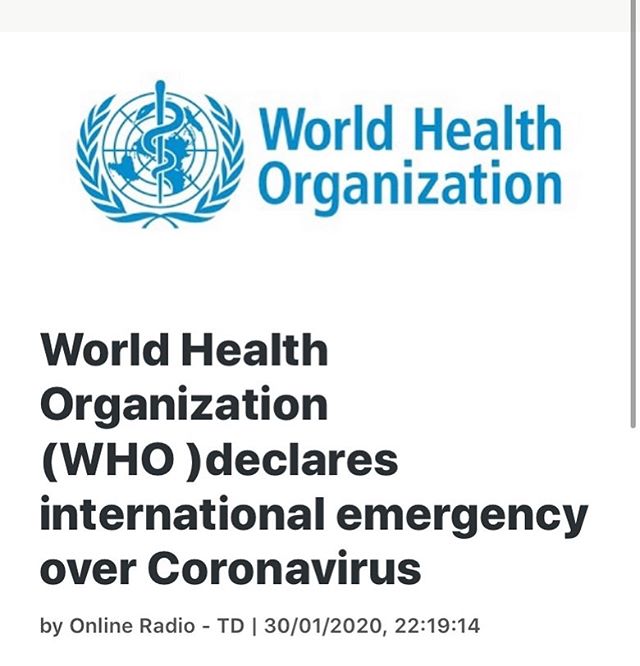 World Health
Organization
World Health
Organization
(WHO )declares
international emergency
over Coronavirus
by Online Radio - TD | 30/01/2020, 22:19:14